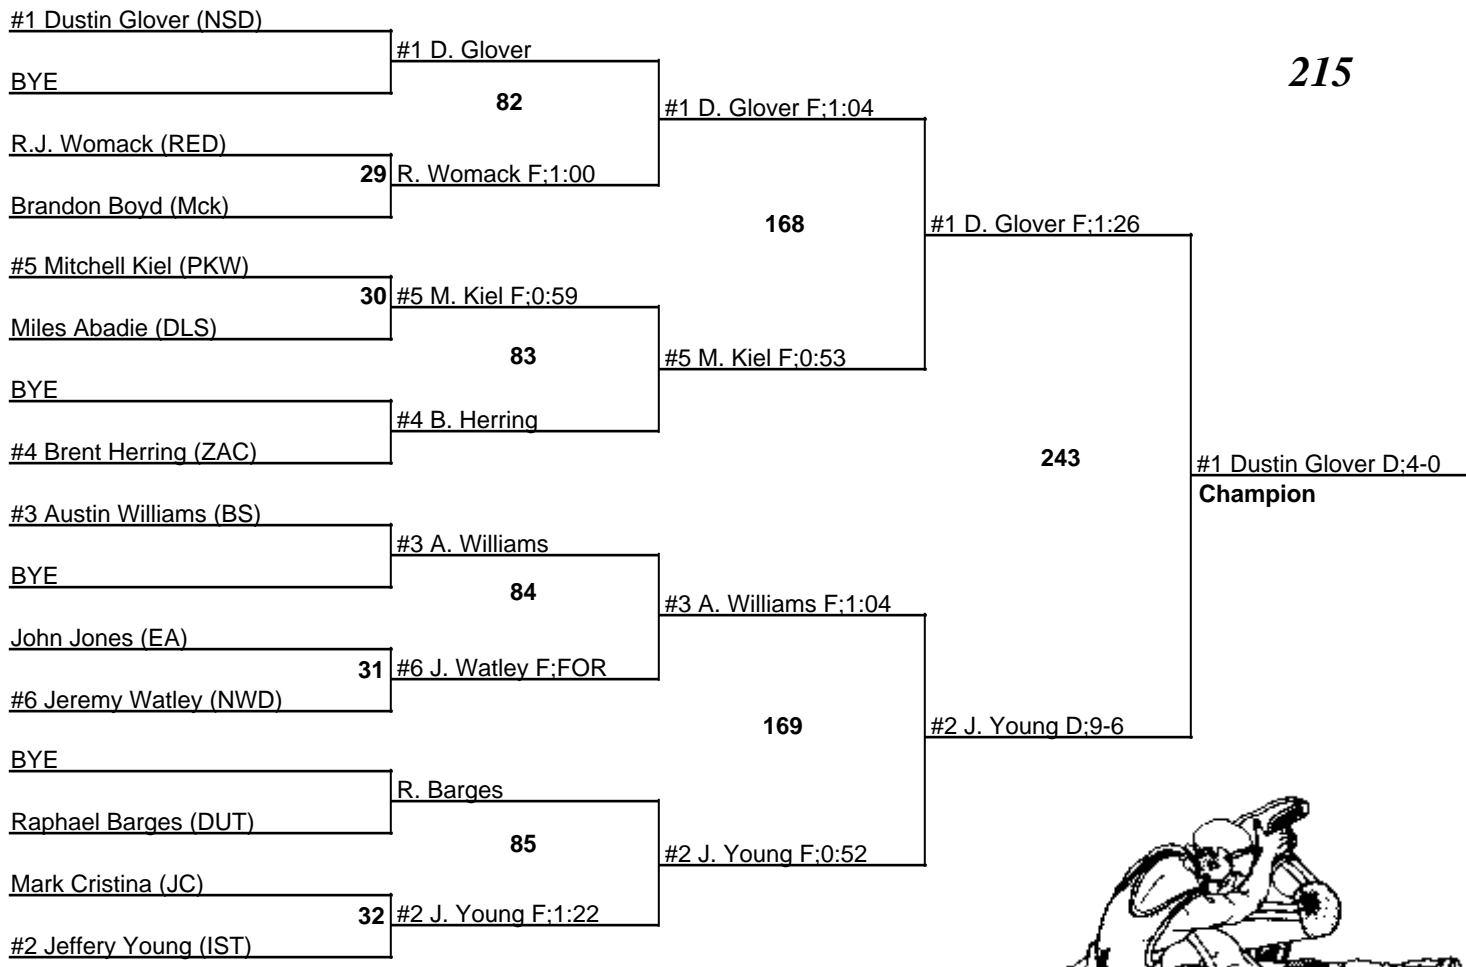 #1 Dustin Glover (NSD)
#1 D. Glover
215
BYE
82
#1 D. Glover F;1:04
R.J. Womack (RED)
29 R. Womack F;1:00
Brandon Boyd (Mck)
168
#1 D. Glover F;1:26
#5 Mitchell Kiel (PKW)
30 #5 M. Kiel F;0:59
Miles Abadie (DLS)
83
#5 M. Kiel F;0:53
BYE
#4 B. Herring
#4 Brent Herring (ZAC)
243
#1 Dustin Glover D;4-0
Champion
#3 Austin Williams (BS)
#3 A. Williams
BYE
84
#3 A. Williams F;1:04
John Jones (EA)
31 #6 J. Watley F;FOR
#6 Jeremy Watley (NWD)
169
#2 J. Young D;9-6
BYE
R. Barges
Raphael Barges (DUT)
85
#2 J. Young F;0:52
Mark Cristina (JC)
32 #2 J. Young F;1:22
#2 Jeffery Young (IST)